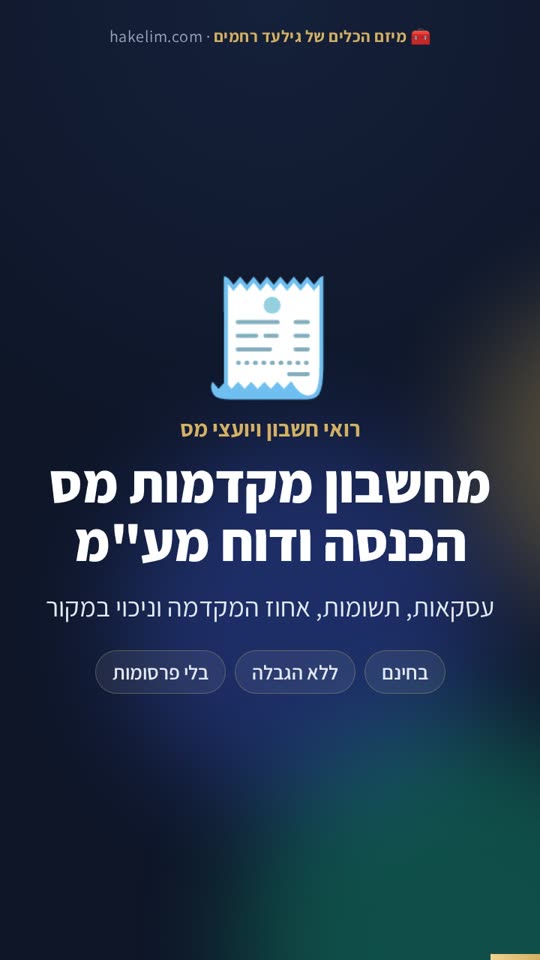 🧰 מיזם הכלים של גילעד רחמים · hakelim.com
רואי חשבון ויועצי מס
מחשבון מקדמות מס
הכנסה ודוח מע"מ
עסקאות, תשומות, אחוז המקדמה וניכוי במקור
בחינם
ללא הגבלה
בלי פרסומות